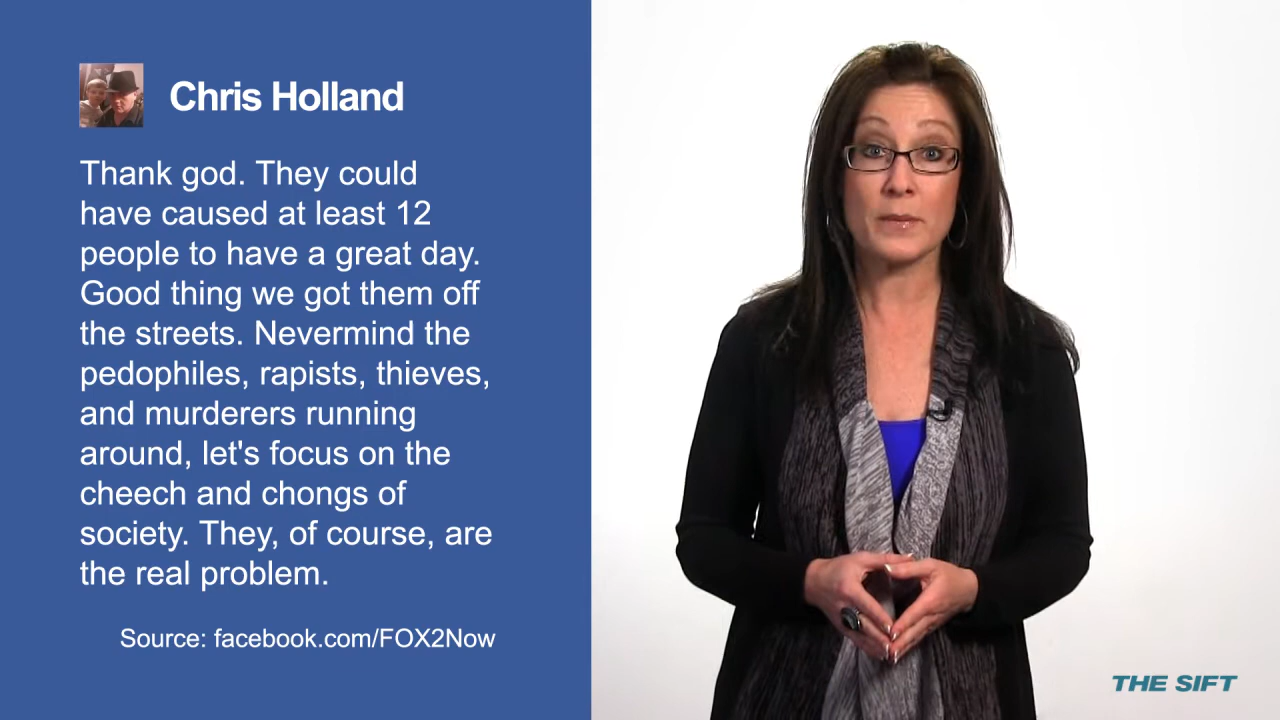 Chris Holland
Thank god. They could
have caused at least 12
people to have a great day.
Good thing we got them off
the streets. Nevermind the
pedophiles, rapists, thieves,
and murderers running
around, let's focus on the
cheech and chongs of
society. They, of course, are
the real problem.
Source: facebook.com/FOX2Now
THE SIFT